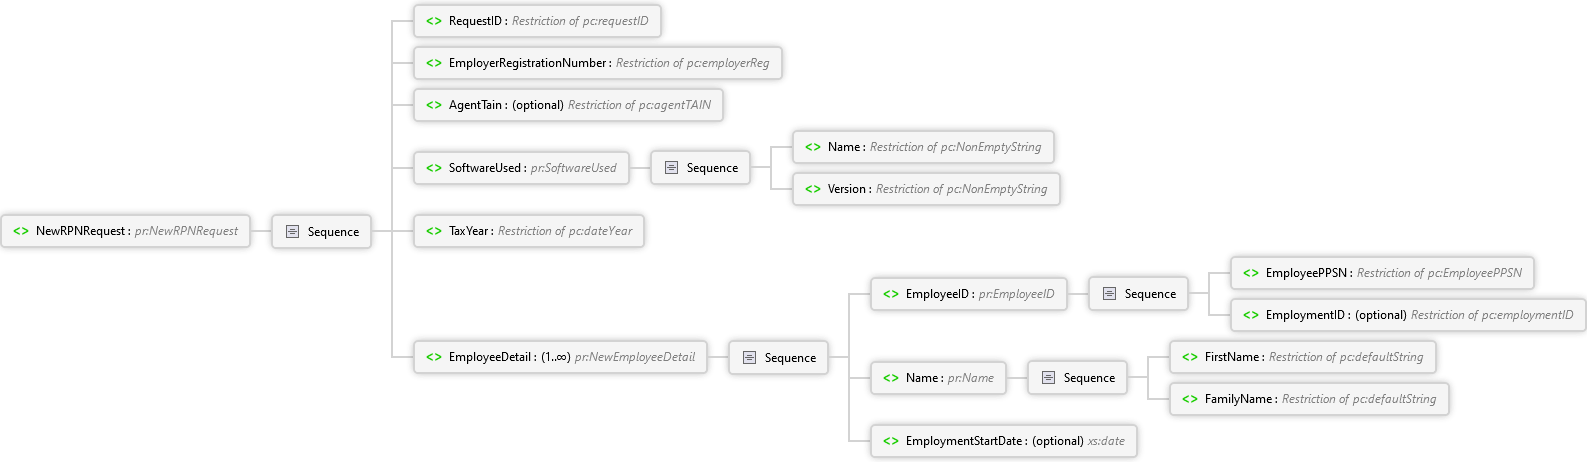 RequestID : Restriction of pc:requestID
EmployerRegistrationNumber : Restriction of pc:employerReg
AgentTain : (optional) Restriction of pc:agentTAIN
SoftwareUsed : pr:SoftwareUsed
Sequence
Name : Restriction of pc:NonEmptyString
Version : Restriction of pc:NonEmptyString
NewRPNRequest : pr:NewRPNRequest
Sequence
TaxYear : Restriction of pc:dateYear
EmployeeDetail : (1..∞) pr:NewEmployeeDetail
Sequence
EmployeeID : pr:EmployeeID
Sequence
EmployeePPSN : Restriction of pc:EmployeePPSN
EmploymentID : (optional) Restriction of pc:employmentID
Name : pr:Name
Sequence
FirstName : Restriction of pc:defaultString
FamilyName : Restriction of pc:defaultString
EmploymentStartDate : (optional) xs:date